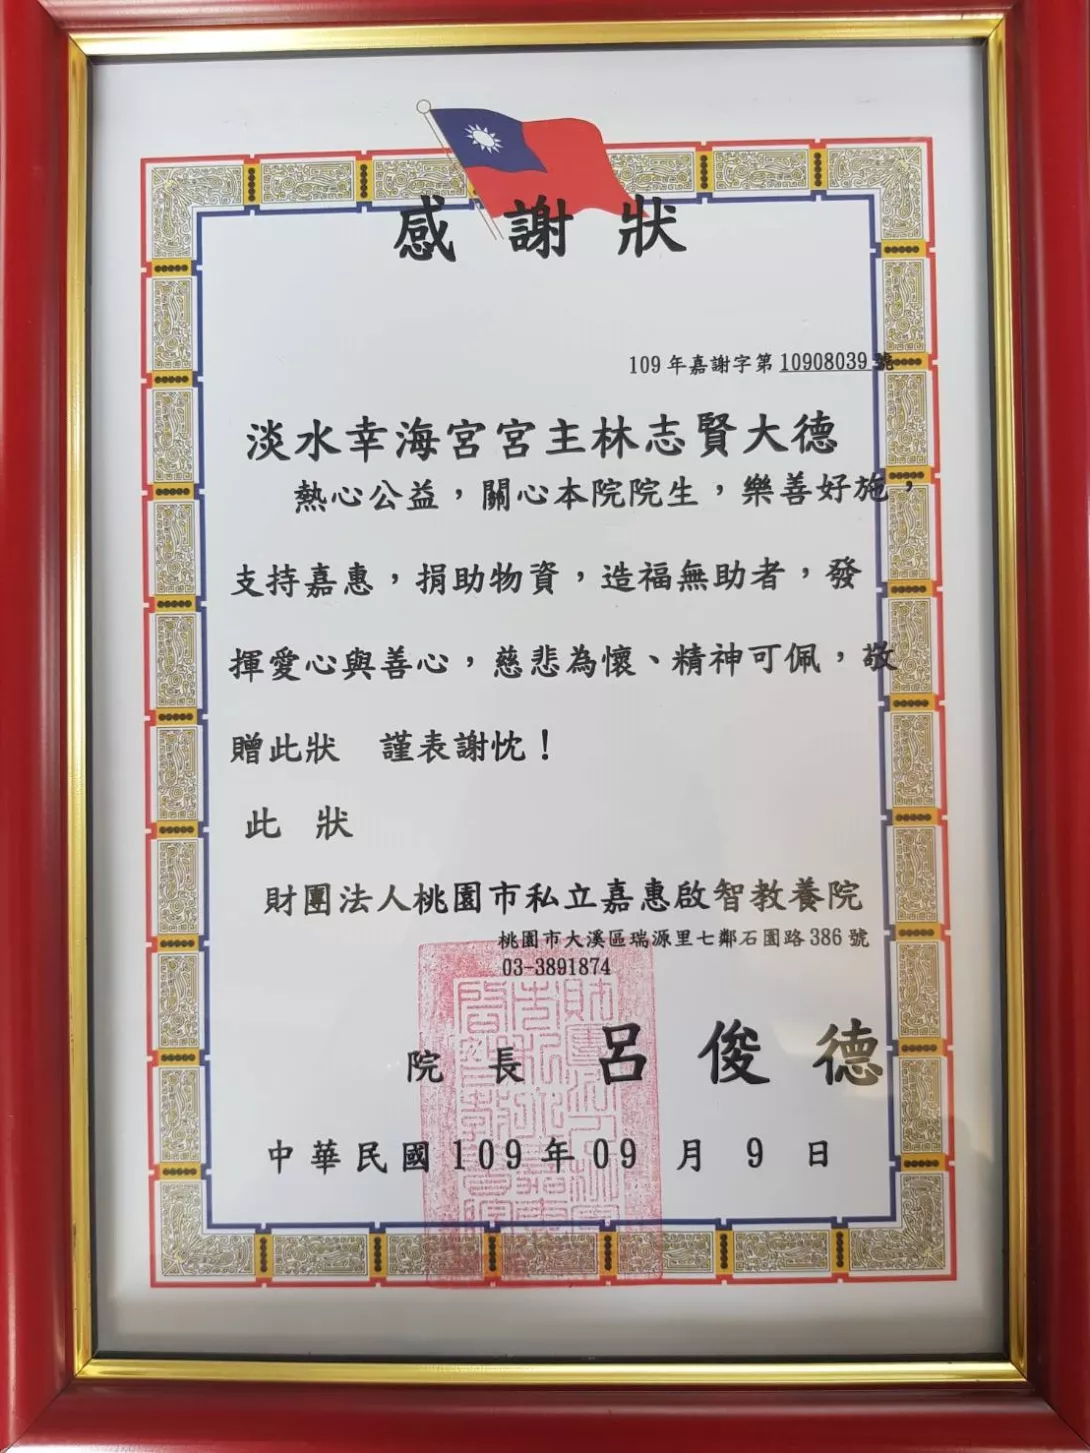 感謝狀
109年嘉謝字第10908039號
淡水幸海宮宮主林志賢大德
熱心公益，關心本院院生，樂善好施，
支持嘉惠，捐助物資，造福無助者，發
揮愛心與善心，慈悲為懷、精神可佩，敬
贈此狀　謹表謝忱！
此　狀
財團法人桃園市私立嘉惠啟智教養院
桃園市大溪區瑞源里七鄰石園路386號
03-3891874
院　長　呂　俊　德
中華民國109年09　月　9　日